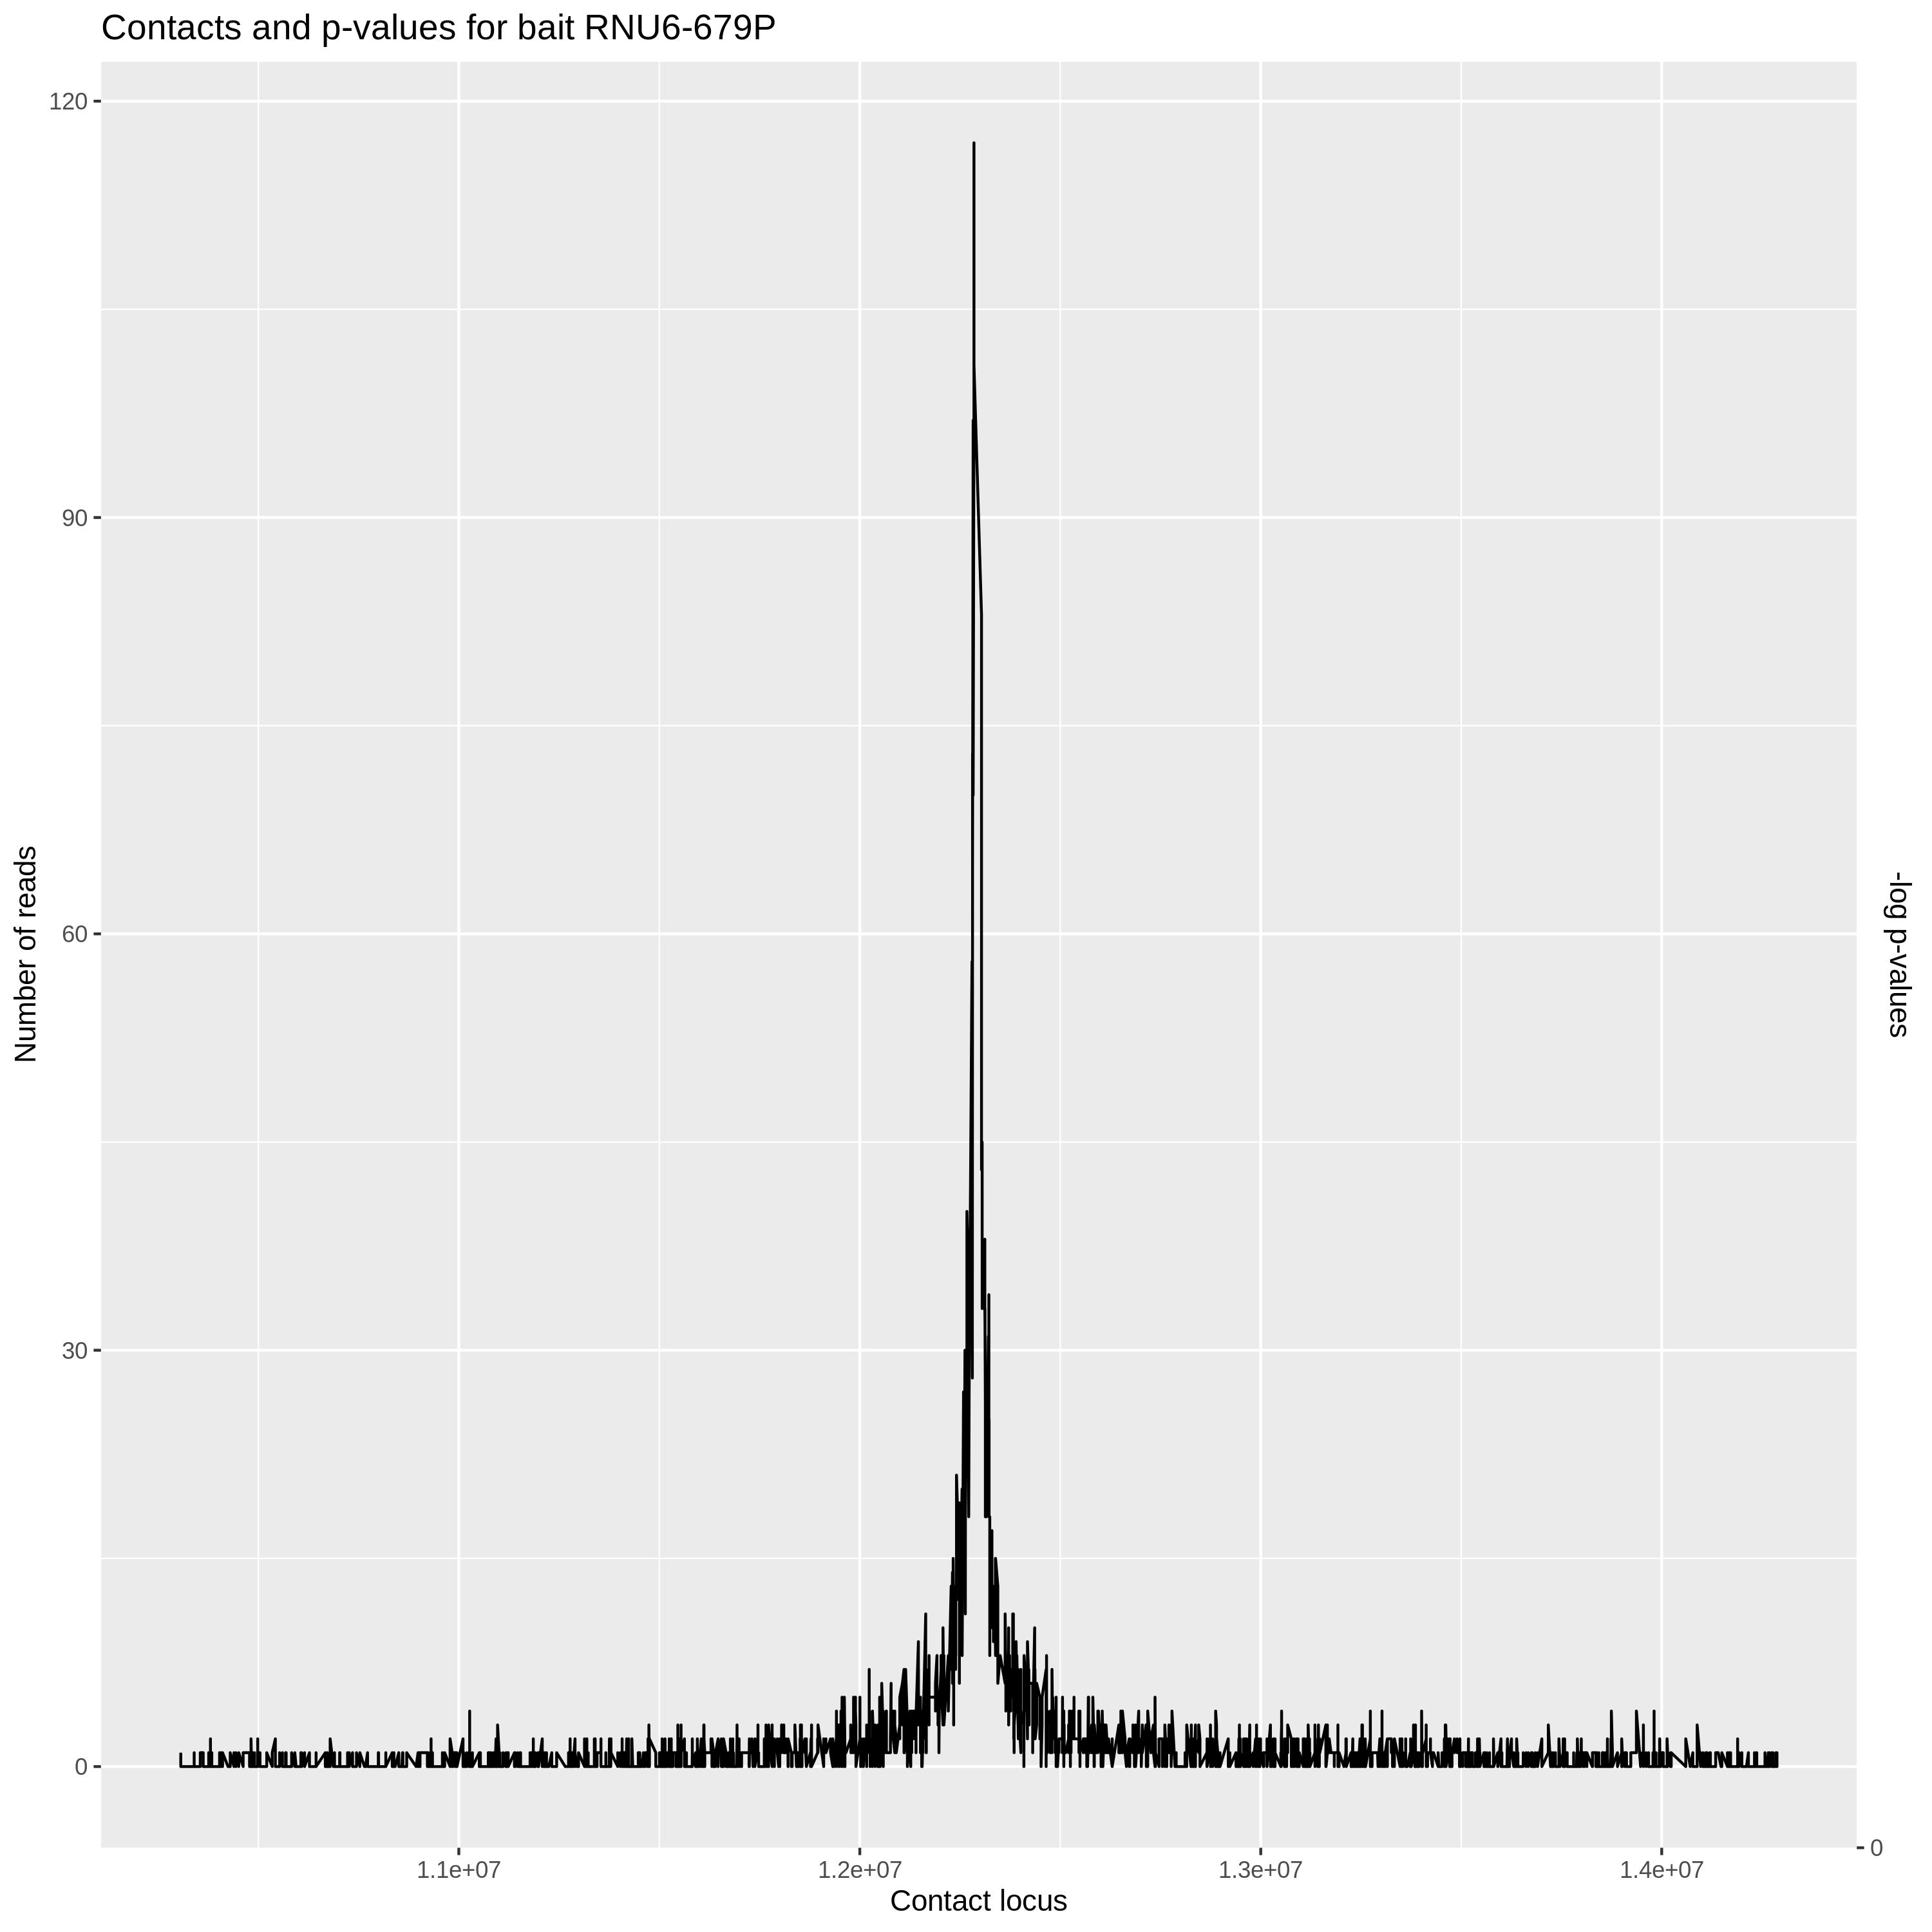 Contacts and p-values for bait RNU6-679P
120
90
60
30
0
Number of reads
-log p-values
0
1.1e+07
1.2e+07
1.3e+07
1.4e+07
Contact locus